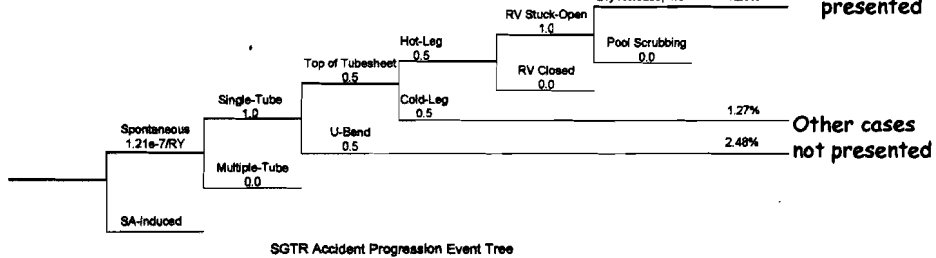 presented
RV Stuck-Open
1.0
Hot-Leg
0.5
Pool Scrubbing
0.0
Top of Tubesheet
0.5
RV Closed
0.0
Single-Tube
1.0
Cold-Leg
0.5
1.27%
Other cases
not presented
Spontaneous
1.21e-7/RY
U-Bend
0.5
2.48%
Multiple-Tube
0.0
SA-induced
SGTR Accident Progression Event Tree